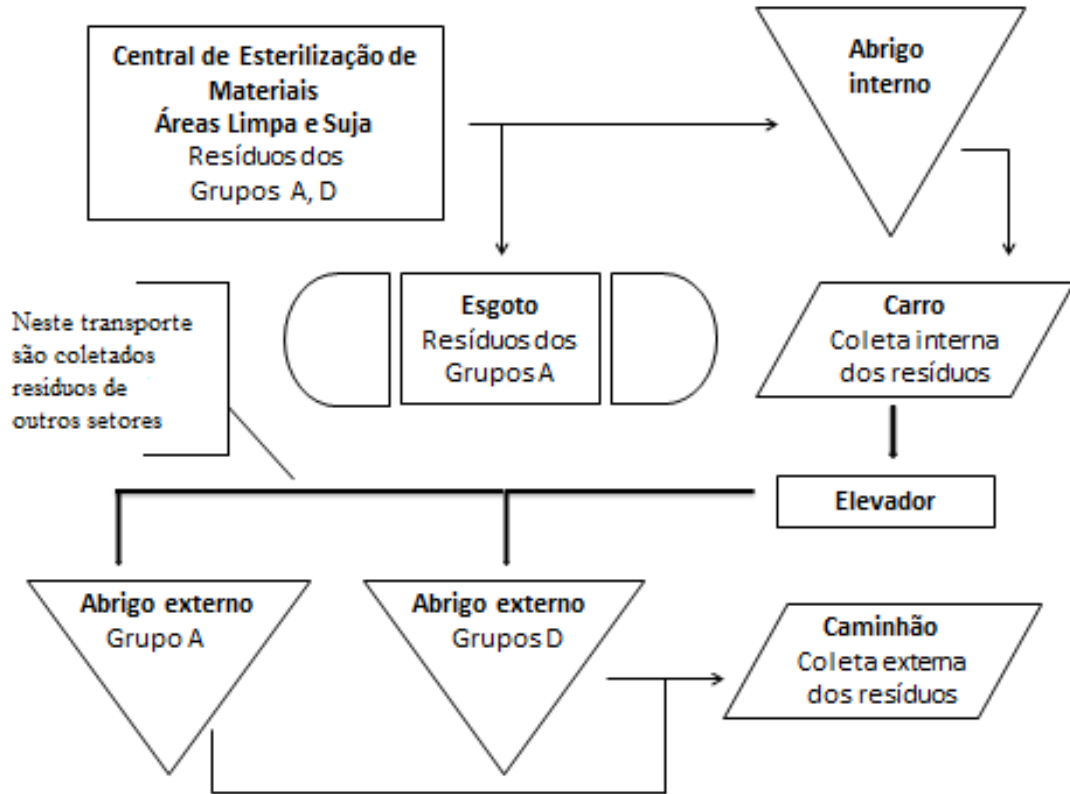 Central de Esterilização de
Materiais
Áreas Limpa e Suja
Resíduos dos
Grupos A, D
Abrigo
interno
Neste transporte
são coletados
residuos de
outros setores
Esgoto
Resíduos dos
Grupos A
Carro
Coleta interna
dos resíduos
Elevador
Abrigo externo
Grupo A
Abrigo externo
Grupos D
Caminhão
Coleta externa
dos resíduos